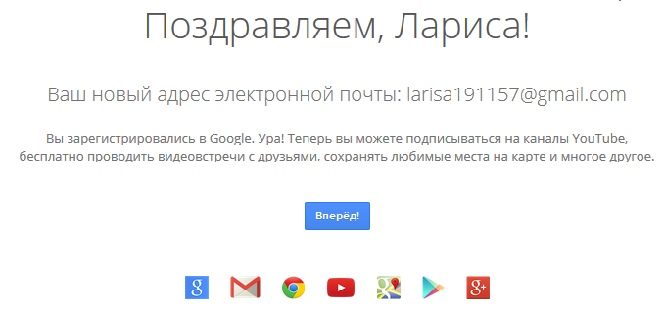 Поздравляем, Лариса!
Ваш новый адрес электронной почты: larisa191157@gmail.com
Вы зарегистрировались в Google. Ура! Теперь вы можете подписываться на каналы YouTube,
бесплатно проводить видеовстречи с друзьями, сохранять любимые места на карте и многое другое.
Вперёд!